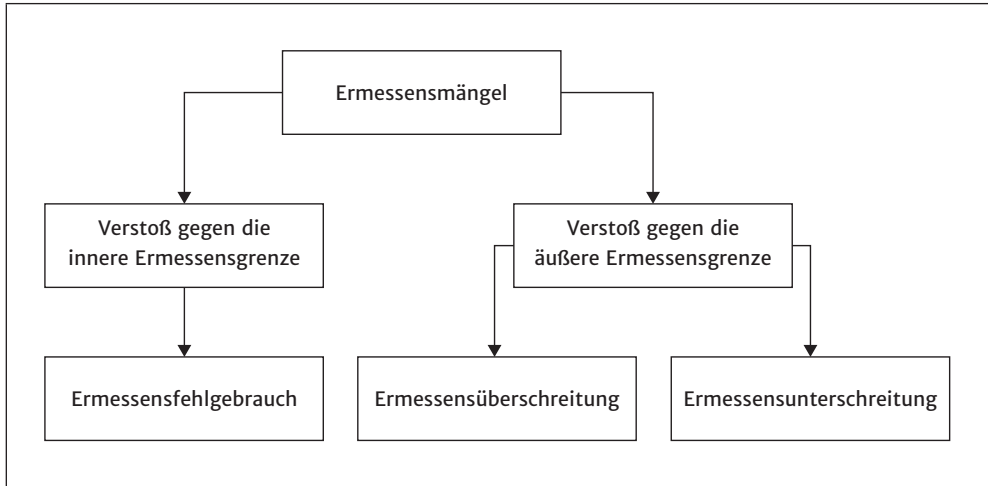 Ermessensmängel
Verstoß gegen die
innere Ermessensgrenze
Verstoß gegen die
äußere Ermessensgrenze
Ermessensfehlgebrauch
Ermessensüberschreitung
Ermessensunterschreitung